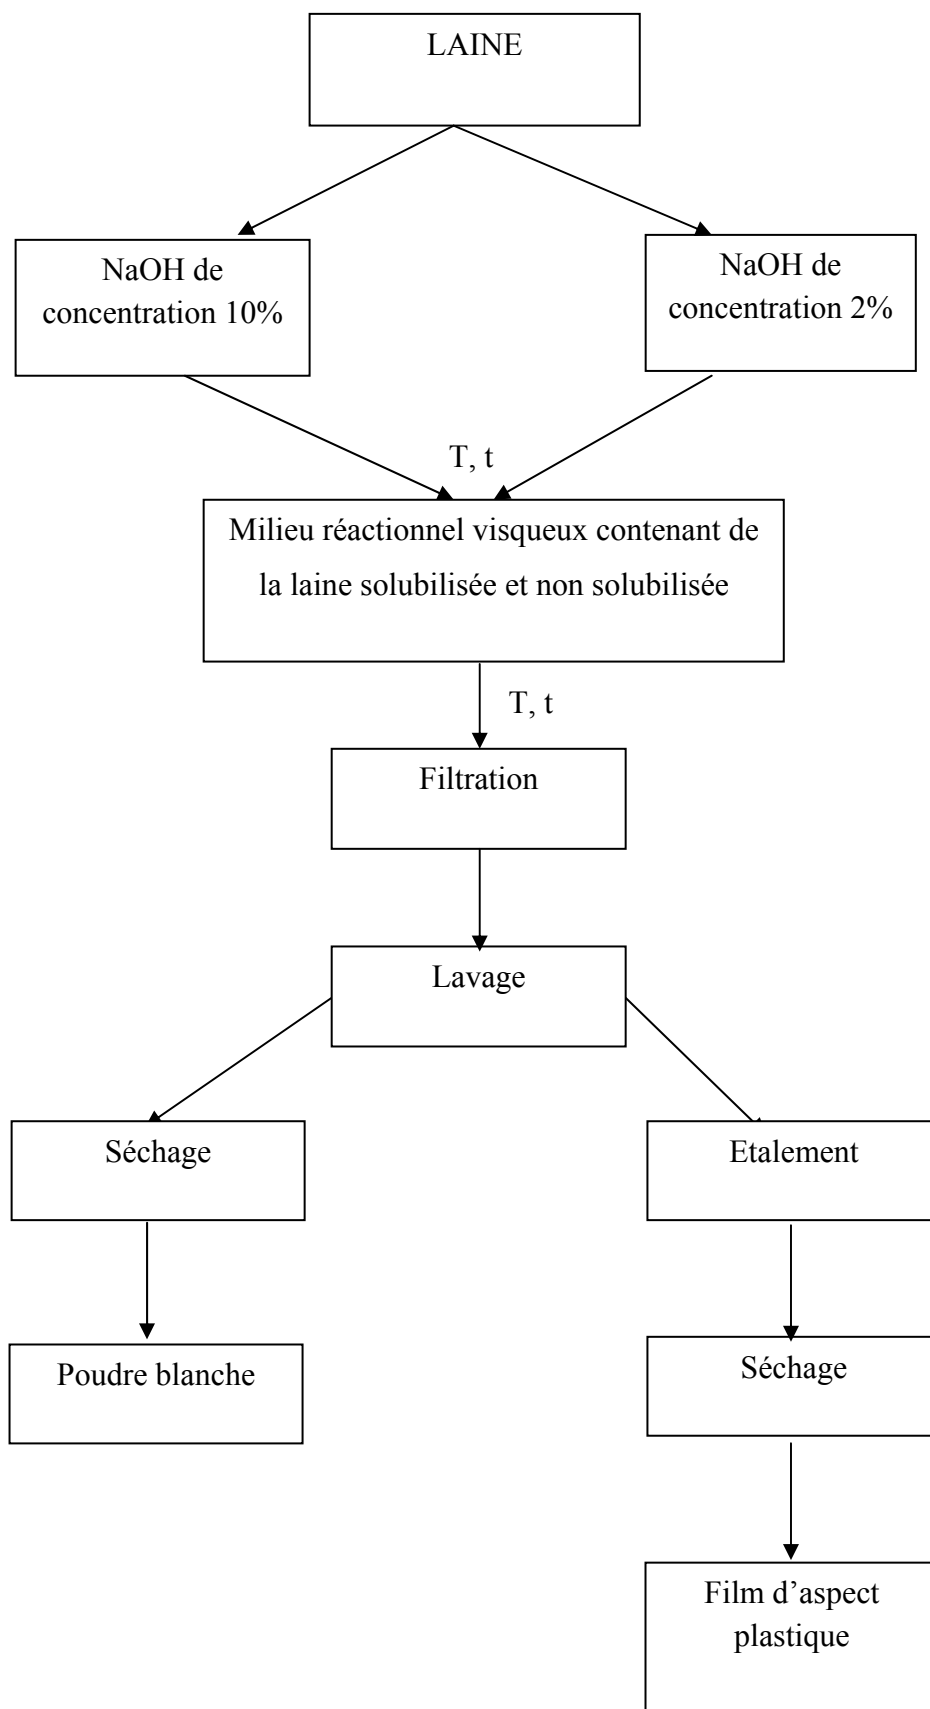 LAINE
NaOH de
concentration 10%
NaOH de
concentration 2%
T, t
Milieu réactionnel visqueux contenant de
la laine solubilisée et non solubilisée
T, t
Filtration
Lavage
Séchage
Etalement
Poudre blanche
Séchage
Film d’aspect
plastique